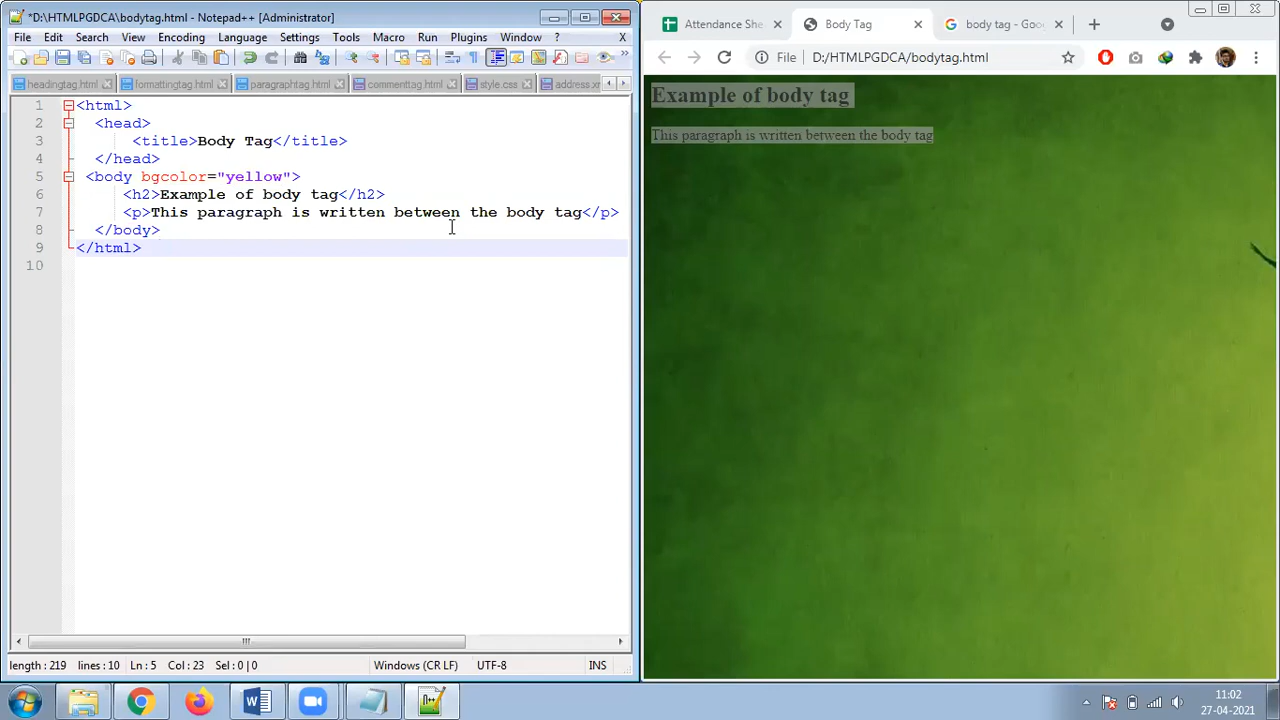 *D:\HTMLPGDCA\bodytag.html - Notepad++ [Administrator]
File Edit Search View Encoding Language Settings Tools Macro Run Plugins Window ? X
headingtag.html formattingtag.html paragraphtag.html commenttag.html style.css address.
1 <html>
2 <head>
3 <title>Body Tag</title>
4 </head>
5 <body bgcolor="yellow">
6 <h2>Example of body tag</h2>
7 <p>This paragraph is written between the body tag</p>
8 </body>
9 </html>
10
length : 219 lines : 10 Ln : 5 Col : 23 Sel : 0 | 0 Windows (CR LF) UTF-8 INS
Attendance She Body Tag body tag - Goo
File D:/HTMLPGDCA/bodytag.html
Example of body tag
This paragraph is written between the body tag
11:02
27-04-2021